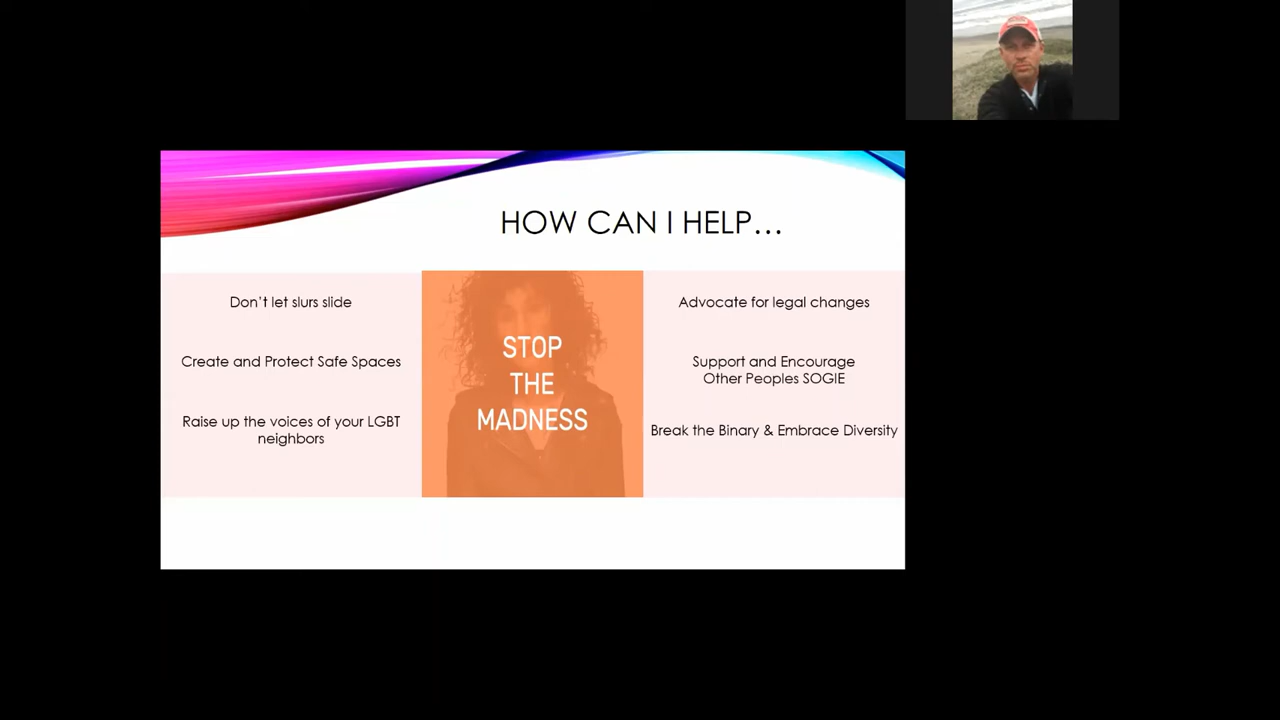 HOW CAN I HELP...
Don't let slurs slide
Create and Protect Safe Spaces
Raise up the voices of your LGBT
neighbors
STOP
THE
MADNESS
Advocate for legal changes
Support and Encourage
Other Peoples SOGIE
Break the Binary & Embrace Diversity